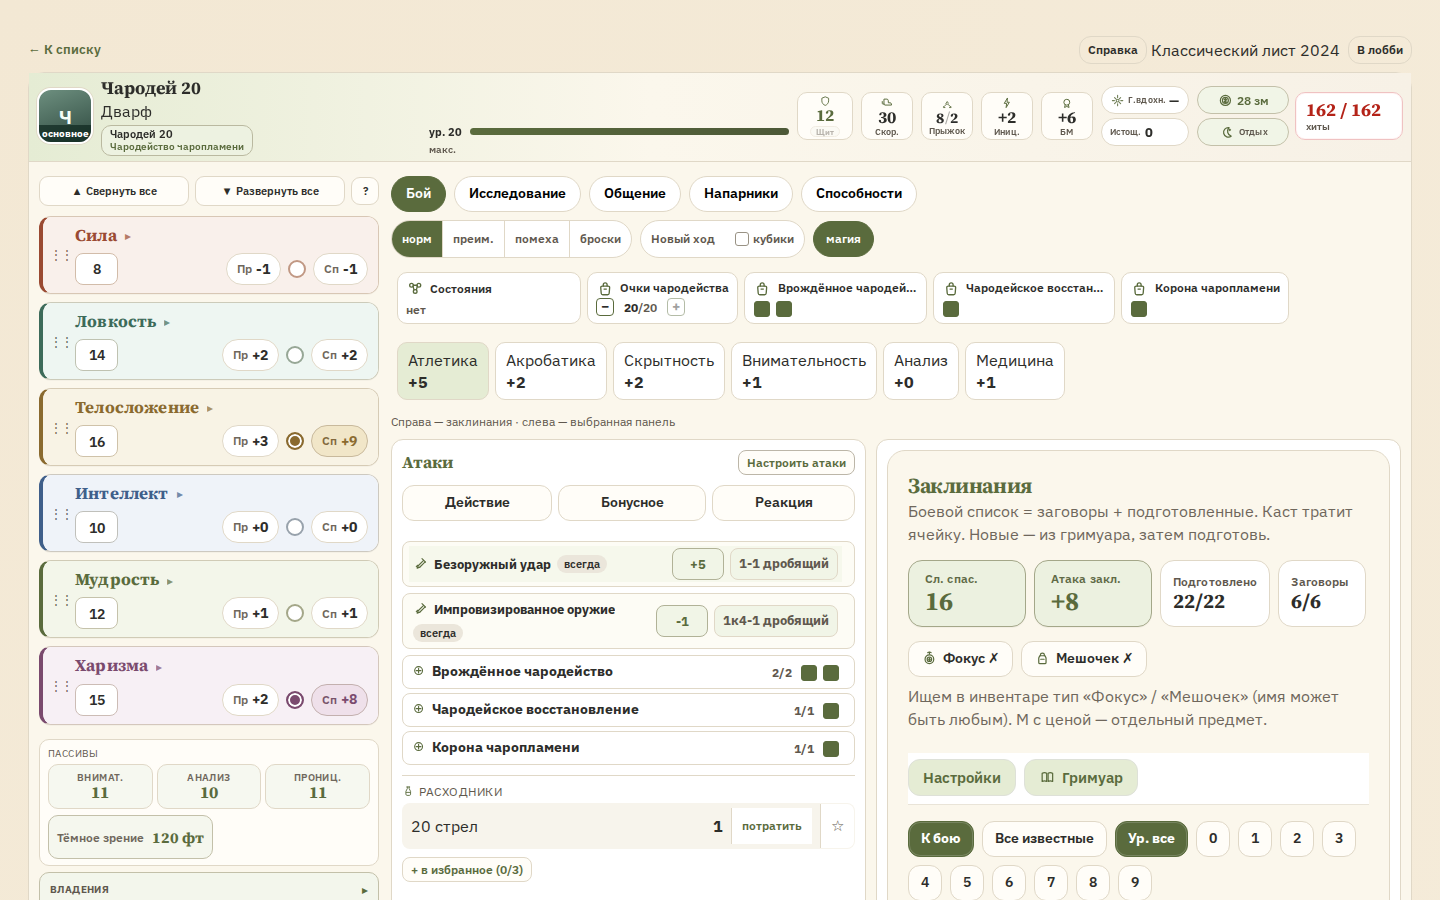 ← К списку
Справка Классический лист 2024 В лобби
Ч
основное
Чародей 20
Дварф
Чародей 20
Чародейство чаропламени
ур. 20
макс.
12
Щит
30
Скор.
8/2
Прыжок
+2
Иниц.
+6
БМ
Г.вдохн. —
Истощ. 0
28 зм
Отдых
162 / 162
хиты
▲ Свернуть все ▼ Развернуть все ?
Сила ▸
8 Пр -1 Сп -1
Ловкость ▸
14 Пр +2 Сп +2
Телосложение ▸
16 Пр +3 Сп +9
Интеллект ▸
10 Пр +0 Сп +0
Мудрость ▸
12 Пр +1 Сп +1
Харизма ▸
15 Пр +2 Сп +8
ПАССИВЫ
ВНИМАТ. АНАЛИЗ ПРОНИЦ.
11 10 11
Тёмное зрение 120 фт
ВЛАДЕНИЯ ▸
Бой Исследование Общение Напарники Способности
норм преим. помеха броски Новый ход кубики магия
Состояния
нет
Очки чародейства
− 20/20 +
Врождённое чародей...
Чародейское восстан...
Корона чаропламени
Атлетика
+5
Акробатика
+2
Скрытность
+2
Внимательность
+1
Анализ
+0
Медицина
+1
Справа — заклинания · слева — выбранная панель
Атаки Настроить атаки
Действие Бонусное Реакция
Безоружный удар всегда +5 1-1 дробящий
Импровизированное оружие
всегда
-1 1к4-1 дробящий
Врождённое чародейство 2/2
Чародейское восстановление 1/1
Корона чаропламени 1/1
РАСХОДНИКИ
20 стрел 1 потратить ☆
+ в избранное (0/3)
Заклинания
Боевой список = заговоры + подготовленные. Каст тратит
ячейку. Новые — из гримуара, затем подготовь.
Сл. спас.
16
Атака закл.
+8
Подготовлено
22/22
Заговоры
6/6
Фокус ✗ Мешочек ✗
Ищем в инвентаре тип «Фокус» / «Мешочек» (имя может
быть любым). М с ценой — отдельный предмет.
Настройки Гримуар
К бою Все известные Ур. все 0 1 2 3
4 5 6 7 8 9